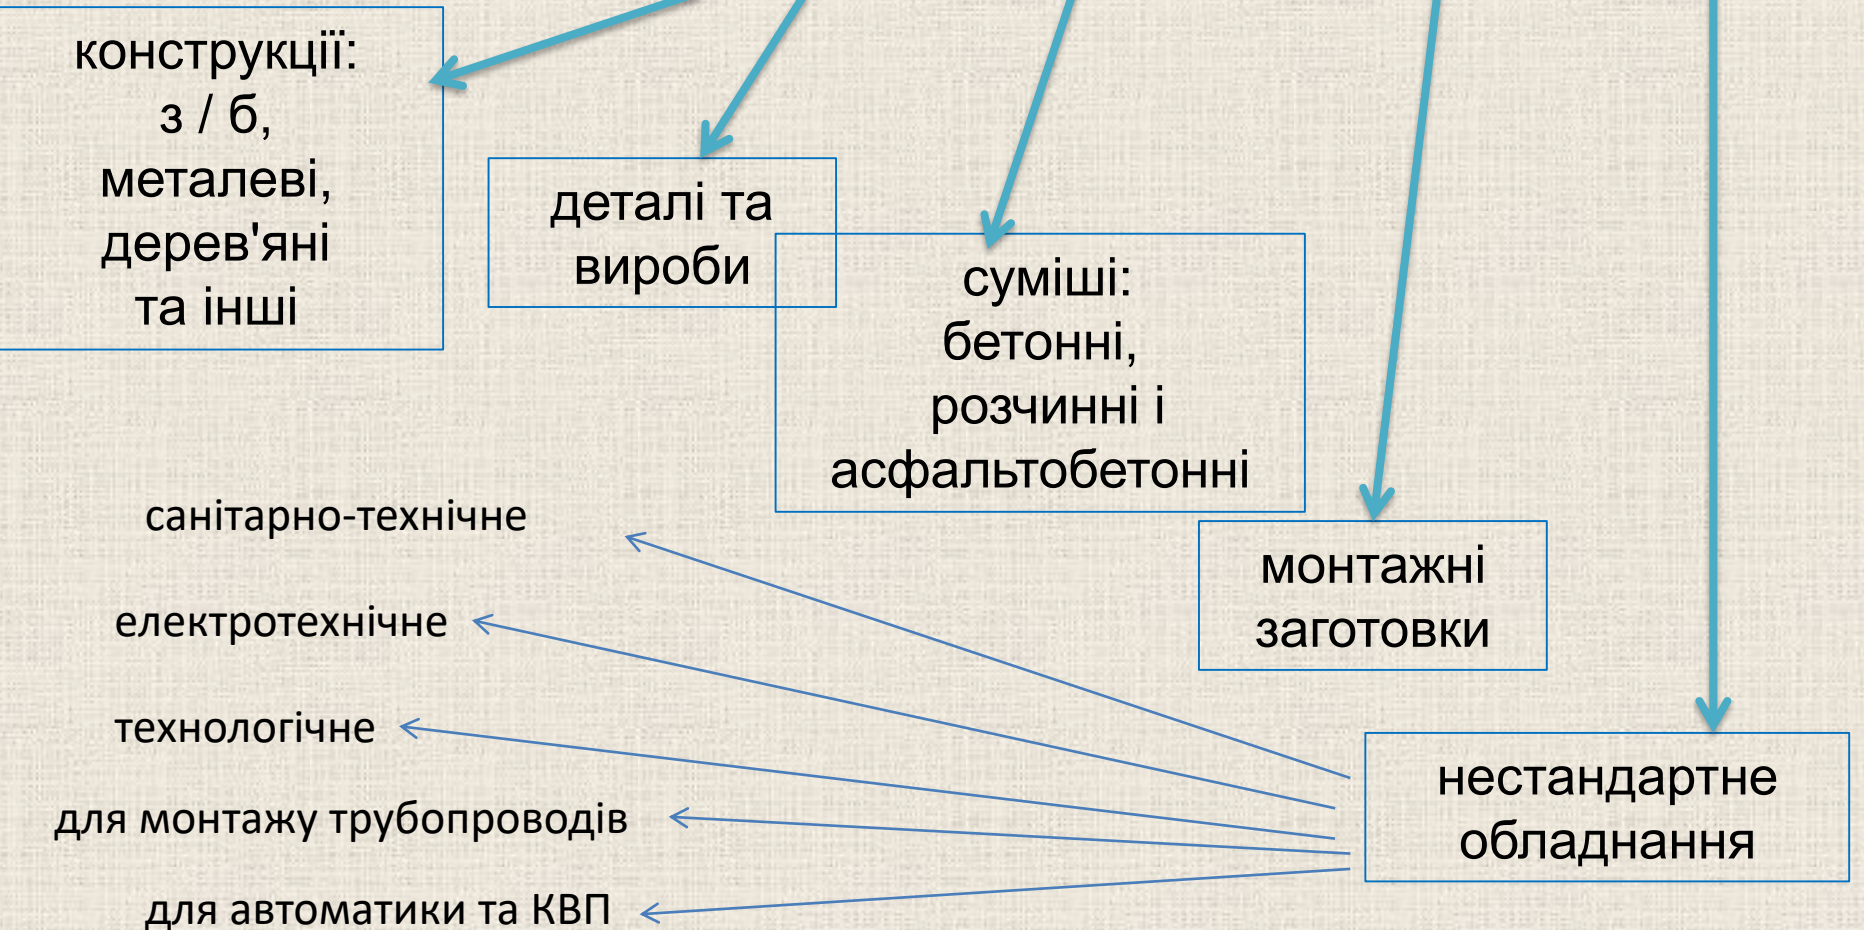 конструкції:
з / б,
металеві,
дерев'яні
та інші
деталі та
вироби
суміші:
бетонні,
розчинні і
асфальтобетонні
монтажні
заготовки
нестандартне
обладнання
санітарно-технічне
електротехнічне
технологічне
для монтажу трубопроводів
для автоматики та КВП